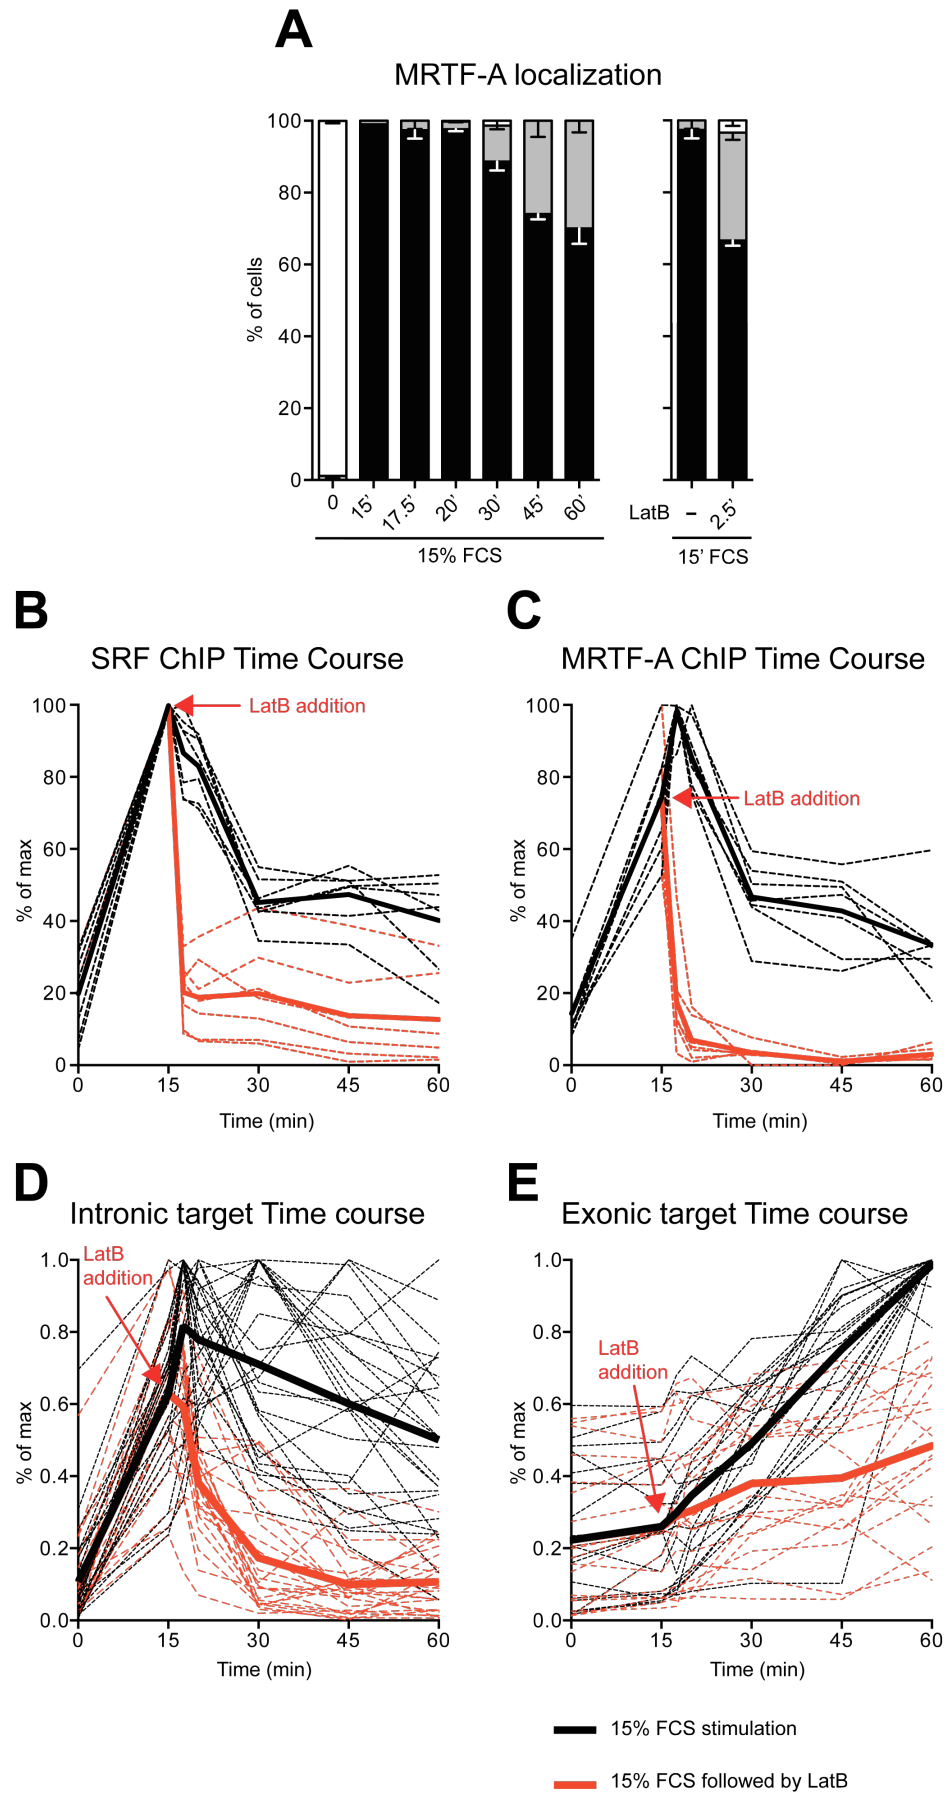 A
MRTF-A localization
% of cells
100
80
60
40
20
0
0
15'
17.5'
20'
30'
45'
60'
15% FCS
LatB
–
2.5'
15' FCS
B
SRF ChIP Time Course
LatB addition
% of max
100
80
60
40
20
0
0 15 30 45 60
Time (min)
C
MRTF-A ChIP Time Course
LatB addition
% of max
100
80
60
40
20
0
0 15 30 45 60
Time (min)
D
Intronic target Time course
LatB
addition
% of max
1.0
0.8
0.6
0.4
0.2
0.0
0 15 30 45 60
Time (min)
E
Exonic target Time course
LatB
addition
% of max
1.0
0.8
0.6
0.4
0.2
0.0
0 15 30 45 60
Time (min)
15% FCS stimulation
15% FCS followed by LatB